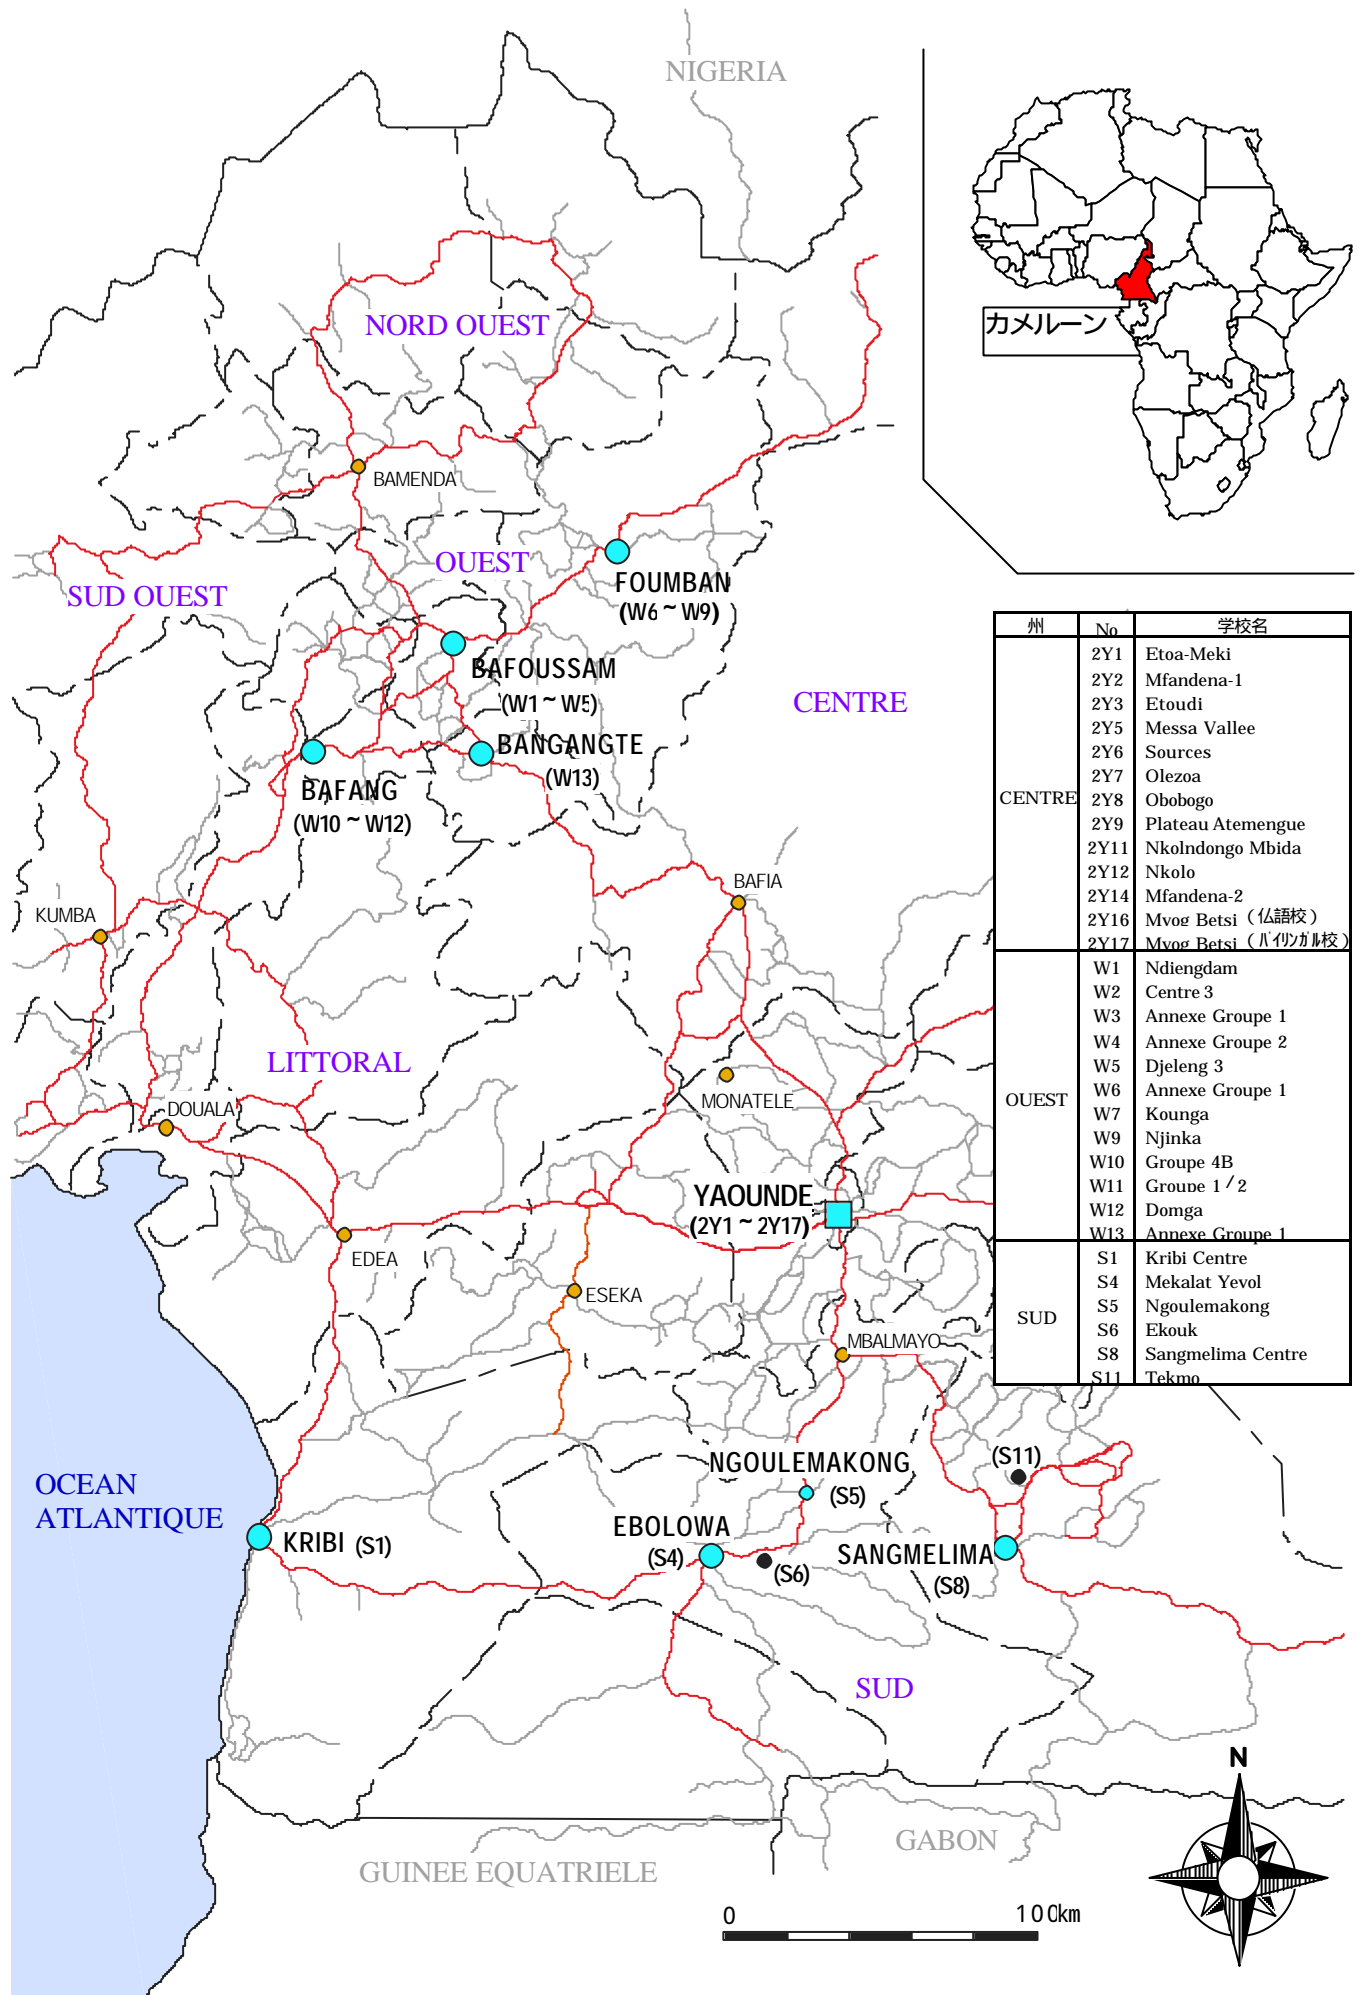 NIGERIA
カメルーン
NORD OUEST
BAMENDA
OUEST
SUD OUEST
FOUMBAN
(W6 ~ W9)
BAFOUSSAM
(W1 ~ W5)
CENTRE
BANGANGTE
(W13)
BAFANG
(W10 ~ W12)
BAFIA
KUMBA
LITTORAL
MONATELE
DOUALA
YAOUNDE
(2Y1 ~ 2Y17)
EDEA
ESEKA
MBALMAYO
NGOULEMAKONG
(S5)
(S11)
OCEAN
ATLANTIQUE
KRIBI (S1)
EBOLOWA
(S4)
(S6)
SANGMELIMA
(S8)
SUD
GABON
GUINEE EQUATRIELE
N
0 100km
州 No 学校名
CENTRE
2Y1 Etoa-Meki
2Y2 Mfandena-1
2Y3 Etoudi
2Y5 Messa Vallee
2Y6 Sources
2Y7 Olezoa
2Y8 Obobogo
2Y9 Plateau Atemengue
2Y11 Nkolndongo Mbida
2Y12 Nkolo
2Y14 Mfandena-2
2Y16 Mvog Betsi（仏語校）
2Y17 Mvog Betsi（ﾊﾞｲﾘﾝｶﾞﾙ校）
OUEST
W1 Ndiengdam
W2 Centre 3
W3 Annexe Groupe 1
W4 Annexe Groupe 2
W5 Djeleng 3
W6 Annexe Groupe 1
W7 Kounga
W9 Njinka
W10 Groupe 4B
W11 Groupe 1／2
W12 Domga
W13 Annexe Groupe 1
SUD
S1 Kribi Centre
S4 Mekalat Yevol
S5 Ngoulemakong
S6 Ekouk
S8 Sangmelima Centre
S11 Tekmo